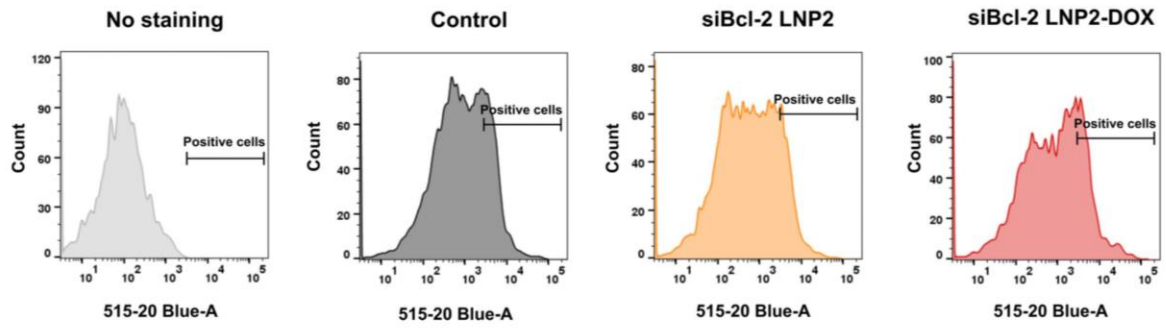 No staining
Control
siBcl-2 LNP2
siBcl-2 LNP2-DOX
Count
120
90
60
30
0
Positive cells
10¹ 10² 10³ 10⁴ 10⁵
515-20 Blue-A
Count
80
60
40
20
0
Positive cells
10¹ 10² 10³ 10⁴ 10⁵
515-20 Blue-A
Count
80
60
40
20
0
Positive cells
10¹ 10² 10³ 10⁴ 10⁵
515-20 Blue-A
Count
100
80
60
40
20
0
Positive cells
10¹ 10² 10³ 10⁴ 10⁵
515-20 Blue-A